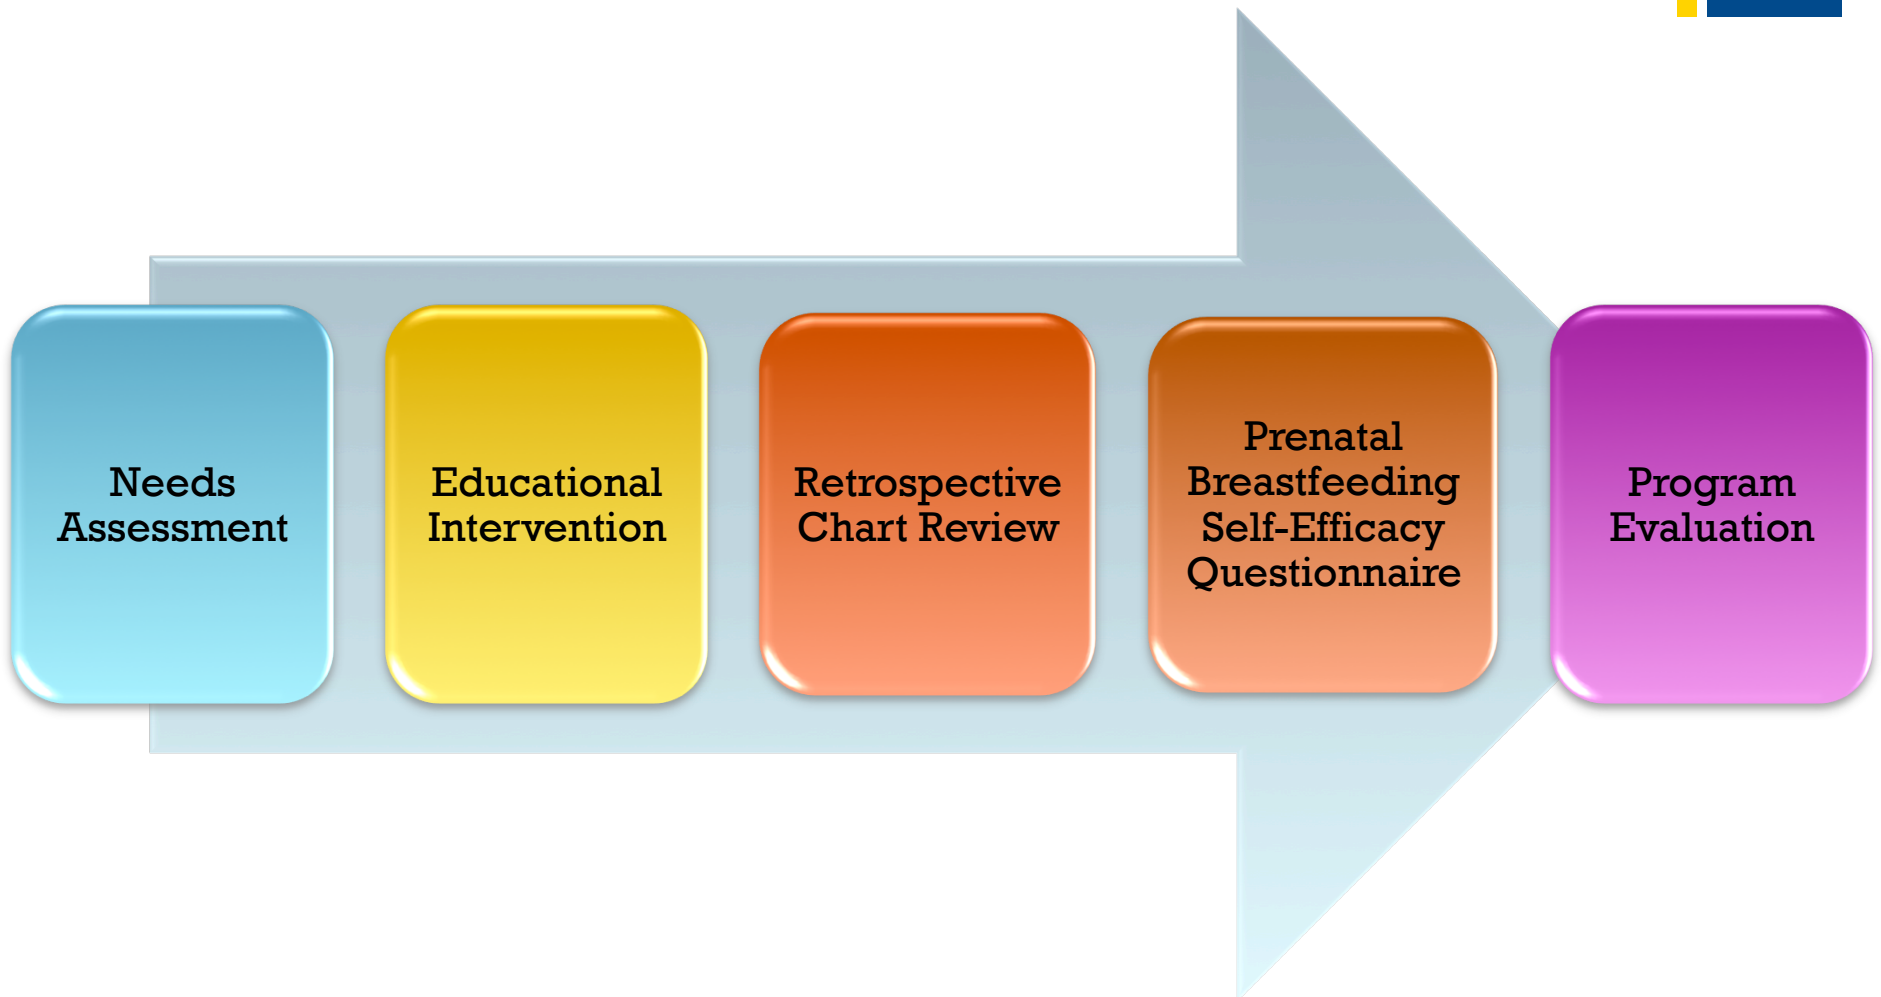 Needs
Assessment
Educational
Intervention
Retrospective
Chart Review
Prenatal
Breastfeeding
Self-Efficacy
Questionnaire
Program
Evaluation